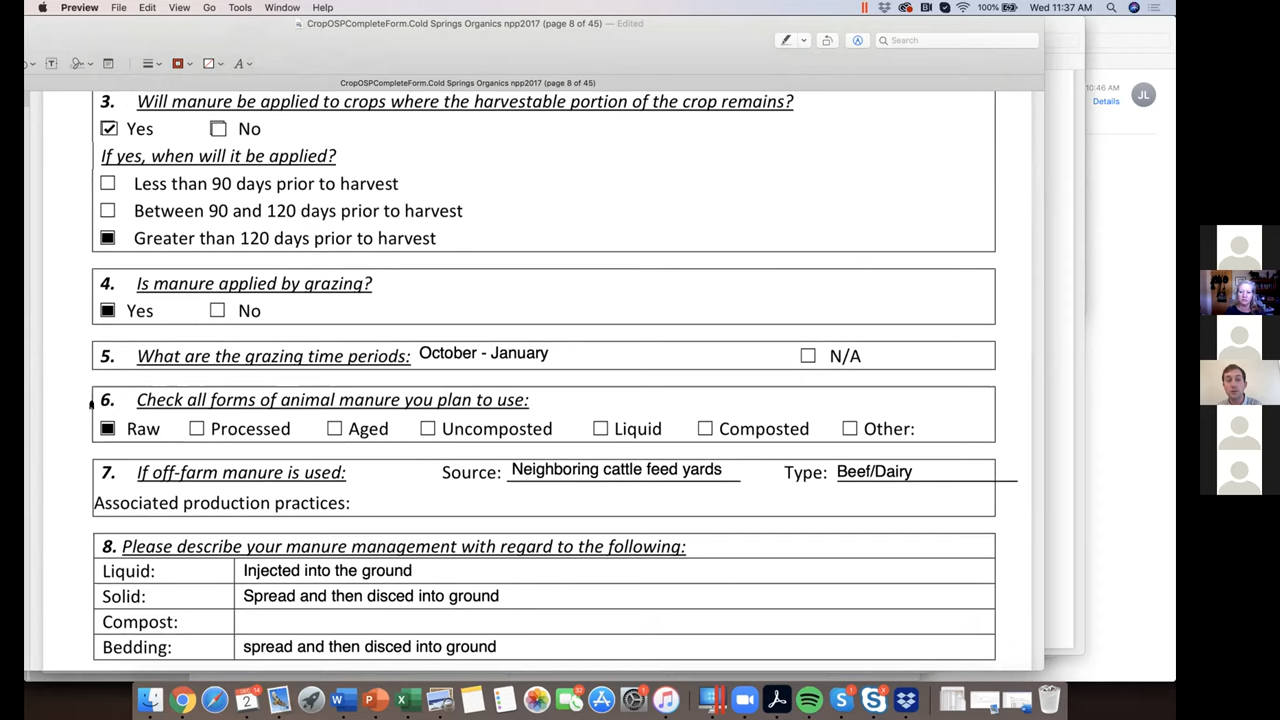 Preview File Edit View Go Tools Window Help 100% Wed 11:37 AM
CropOSPCompleteForm.Cold Springs Organics npp2017 (page 8 of 45) — Edited
Search
CropOSPCompleteForm.Cold Springs Organics npp2017 (page 8 of 45)
10:46 AM
Details
JL
3. Will manure be applied to crops where the harvestable portion of the crop remains?
Yes No
If yes, when will it be applied?
Less than 90 days prior to harvest
Between 90 and 120 days prior to harvest
Greater than 120 days prior to harvest
4. Is manure applied by grazing?
Yes No
5. What are the grazing time periods: October - January N/A
6. Check all forms of animal manure you plan to use:
Raw Processed Aged Uncomposted Liquid Composted Other:
7. If off-farm manure is used: Source: Neighboring cattle feed yards Type: Beef/Dairy
Associated production practices:
8. Please describe your manure management with regard to the following:
Liquid: Injected into the ground
Solid: Spread and then disced into ground
Compost:
Bedding: spread and then disced into ground